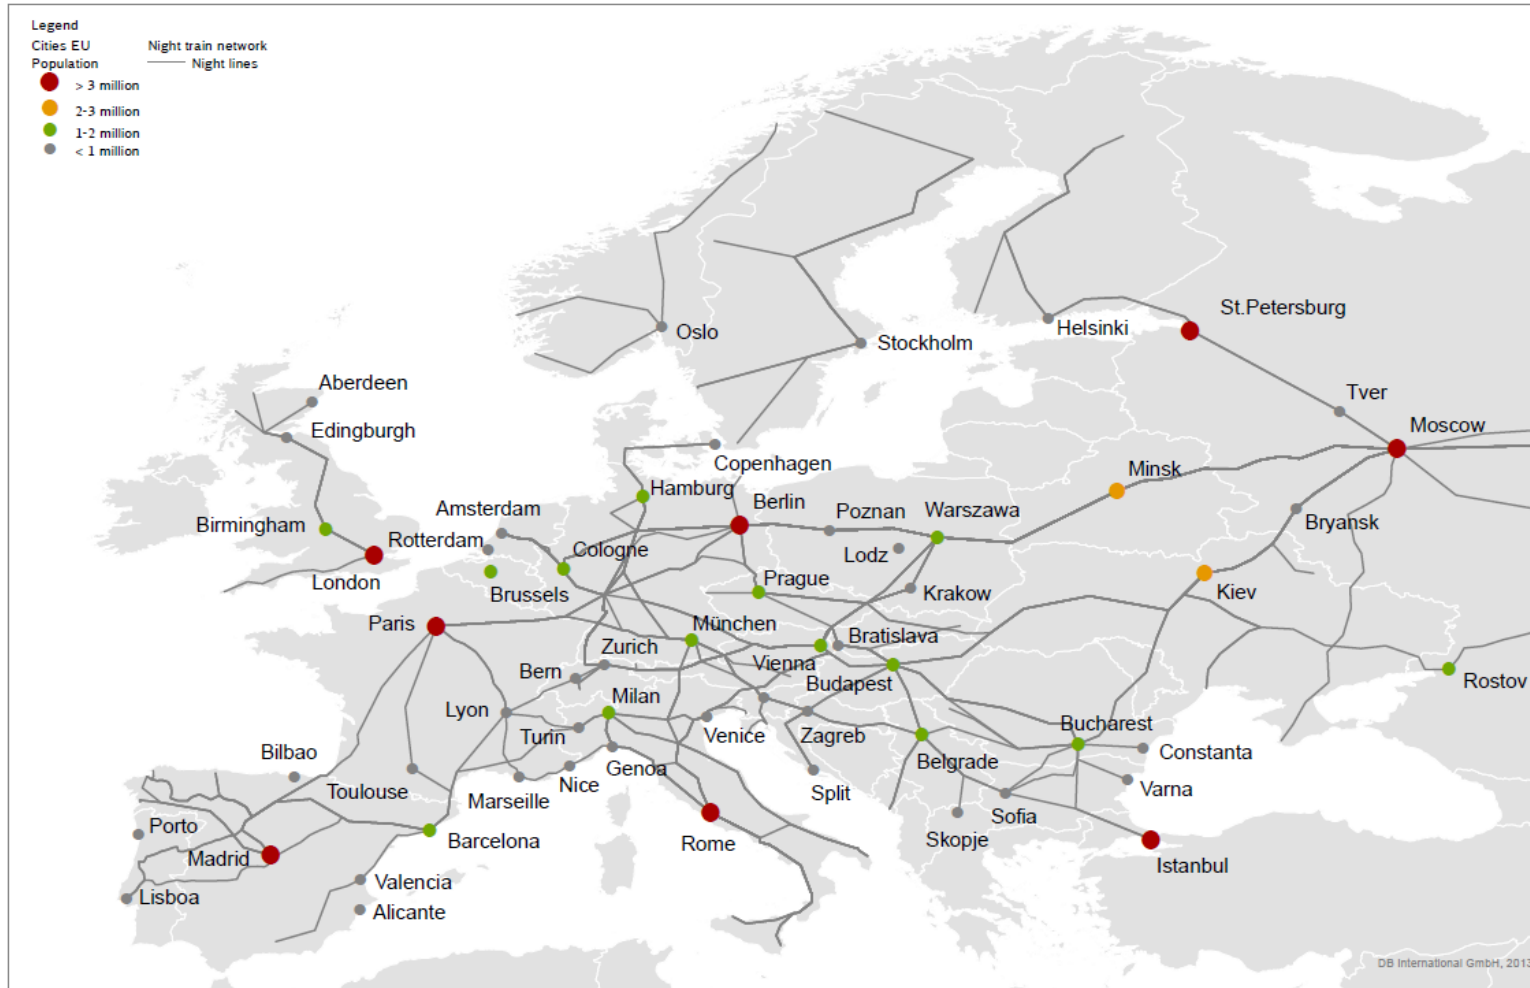 Legend
Cities EU
Night train network
Population
Night lines
> 3 million
2-3 million
1-2 million
< 1 million
St.Petersburg
Oslo
Helsinki
Stockholm
Aberdeen
Tver
Edingburgh
Moscow
Copenhagen
Minsk
Hamburg
Berlin
Amsterdam
Poznan
Warszawa
Birmingham
Bryansk
Rotterdam
Cologne
Lodz
London
Prague
Brussels
Krakow
Kiev
Paris
München
Bratislava
Zurich
Vienna
Bern
Budapest
Rostov
Milan
Lyon
Bucharest
Turin
Venice
Zagreb
Bilbao
Constanta
Genoa
Belgrade
Nice
Toulouse
Split
Varna
Marseille
Sofia
Porto
Skopje
Barcelona
Rome
Madrid
Istanbul
Valencia
Lisboa
Alicante
DB International GmbH, 2013